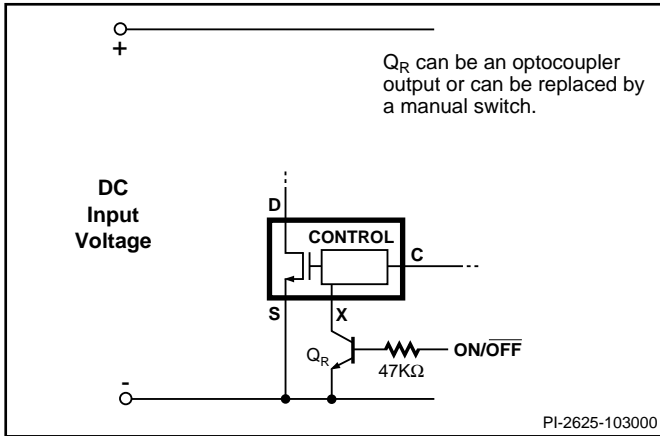 +
QR can be an optocoupler
output or can be replaced by
a manual switch.
DC
Input
Voltage
D
CONTROL
C
S
X
QR
ON/OFF
47KΩ
-
PI-2625-103000